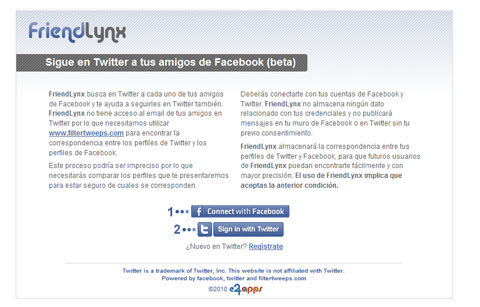 FriendLynx
Sigue en Twitter a tus amigos de Facebook (beta)
FriendLynx busca en Twitter a cada uno de tus amigos
de Facebook y te ayuda a seguirles en Twitter también.
FriendLynx no tiene acceso al email de tus amigos en
Twitter por lo que necesitamos utilizar
www.filtertweeps.com para encontrar la
correspondencia entre los perfiles de Twitter y los
perfiles de Facebook.
Este proceso podría ser impreciso por lo que
necesitarás comparar los perfiles que te presentaremos
para estar seguro de cuales se corresponden.
Deberás conectarte con tus cuentas de Facebook y
Twitter. FriendLynx no almacena ningún dato
relacionado con tus credenciales y no publicará
mensajes en tu muro de Facebook o en Twitter sin tu
previo consentimiento.
FriendLynx almacenará la correspondencia entre tus
perfiles de Twitter y Facebook, para que futuros usuarios
de FriendLynx puedan encontrarte fácilmente y con
mayor precisión. El uso de FriendLynx implica que
aceptas la anterior condición.
1 f Connect with Facebook
2 t Sign in with Twitter
¿Nuevo en Twitter? Regístrate
Twitter is a trademark of Twitter, Inc. This website is not affiliated with Twitter.
Powered by facebook, twitter and filtertweeps.com
©2010 e2apps